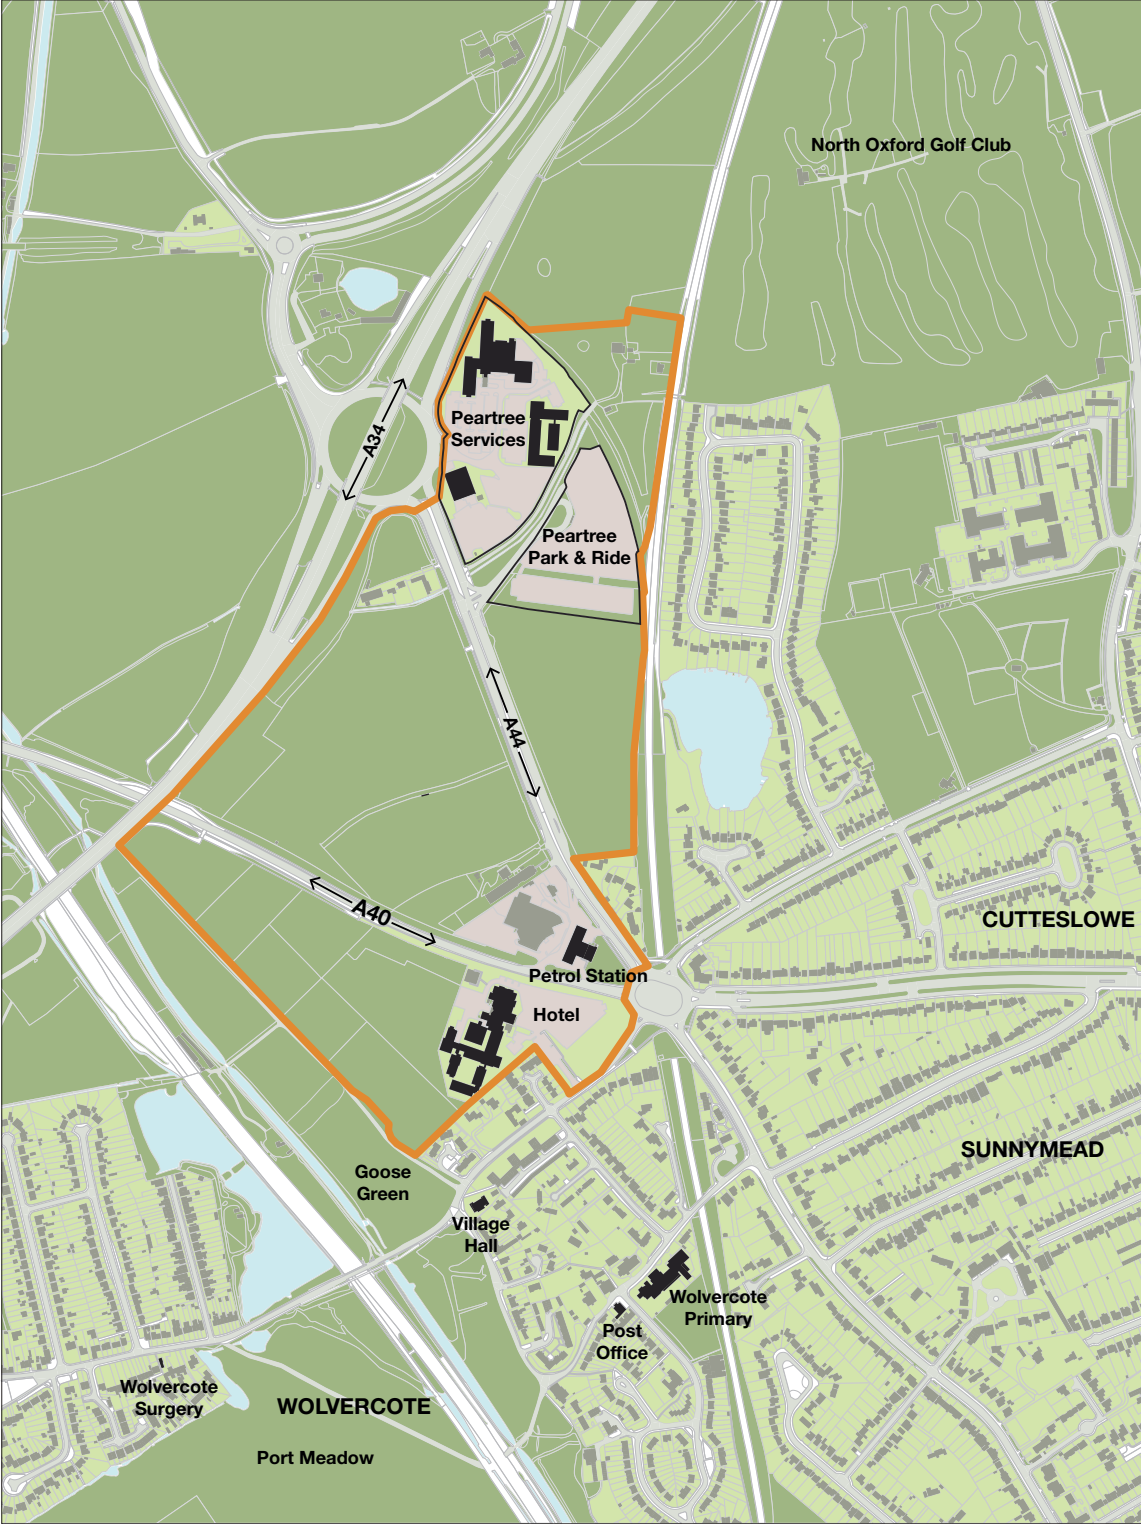 North Oxford Golf Club
A34
Peartree
Services
Peartree
Park & Ride
A44
A40
CUTTESLOWE
Petrol Station
Hotel
SUNNYMEAD
Goose
Green
Village
Hall
Wolvercote
Primary
Post
Office
Wolvercote
Surgery
WOLVERCOTE
Port Meadow